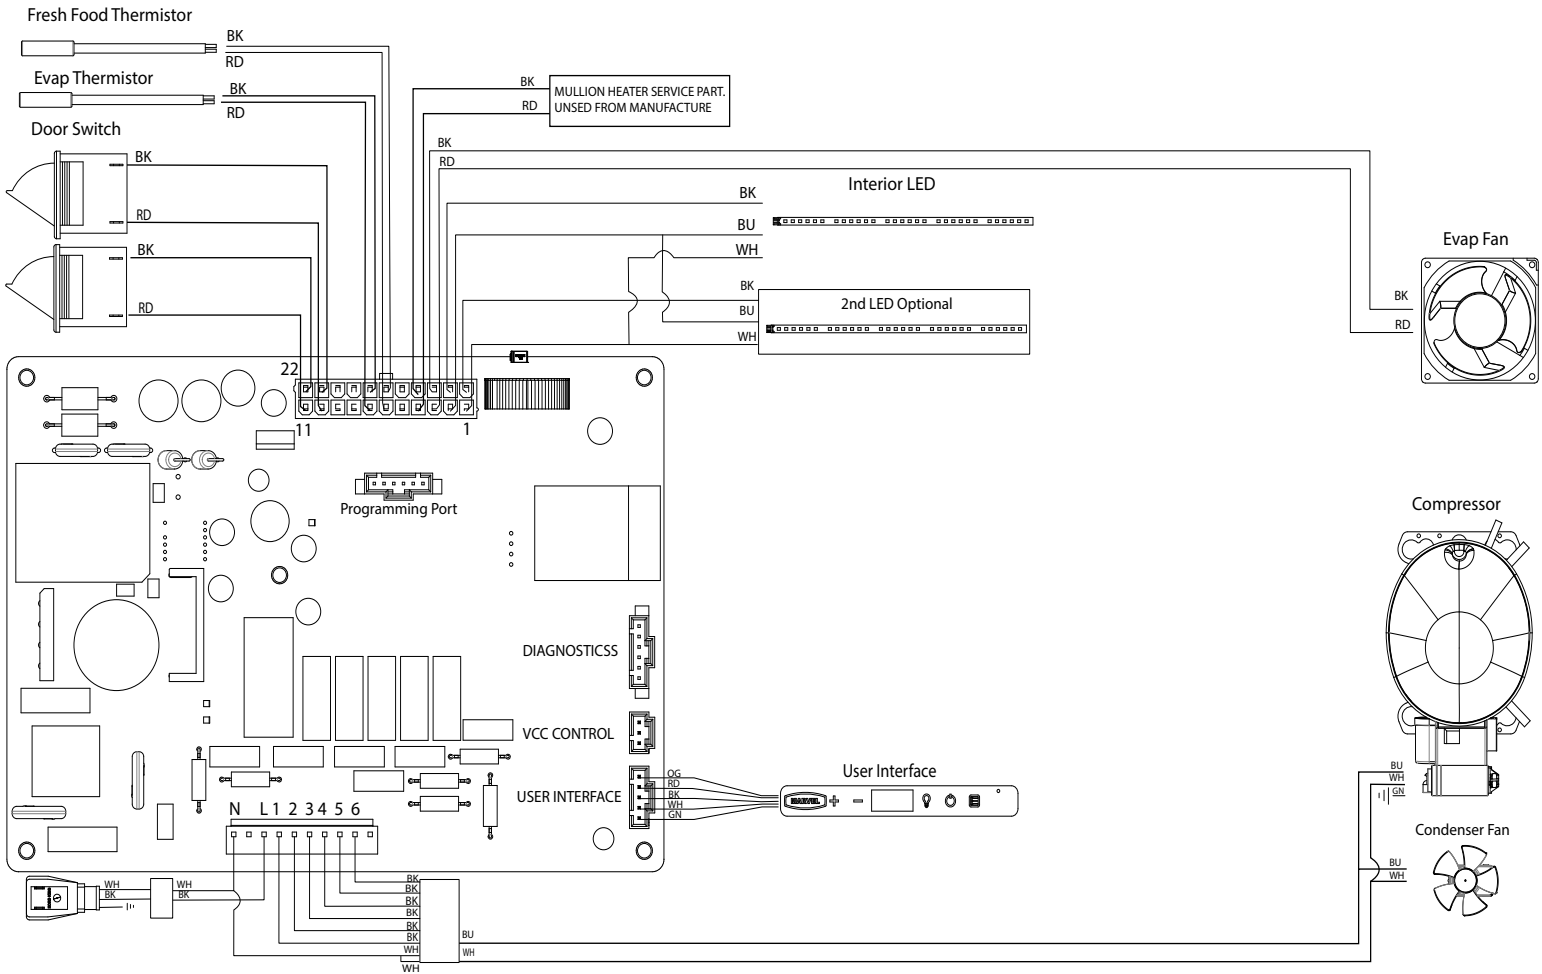 Fresh Food Thermistor
BK
RD
Evap Thermistor
BK
RD
Door Switch
BK
RD
BK
RD
BK
MULLION HEATER SERVICE PART.
RD
UNSED FROM MANUFACTURE
BK
RD
Interior LED
BK
BU
WH
BK
2nd LED Optional
BU
WH
Evap Fan
BK
RD
22
11
1
Programming Port
Compressor
DIAGNOSTICSS
VCC CONTROL
USER INTERFACE
OG
RD
BK
WH
GN
User Interface
MARVEL
BU
WH
GN
Condenser Fan
BU
WH
N L 1 2 3 4 5 6
WH
BK
WH
BK
BK
BK
BK
BK
BK
BK
WH
WH
BU
WH